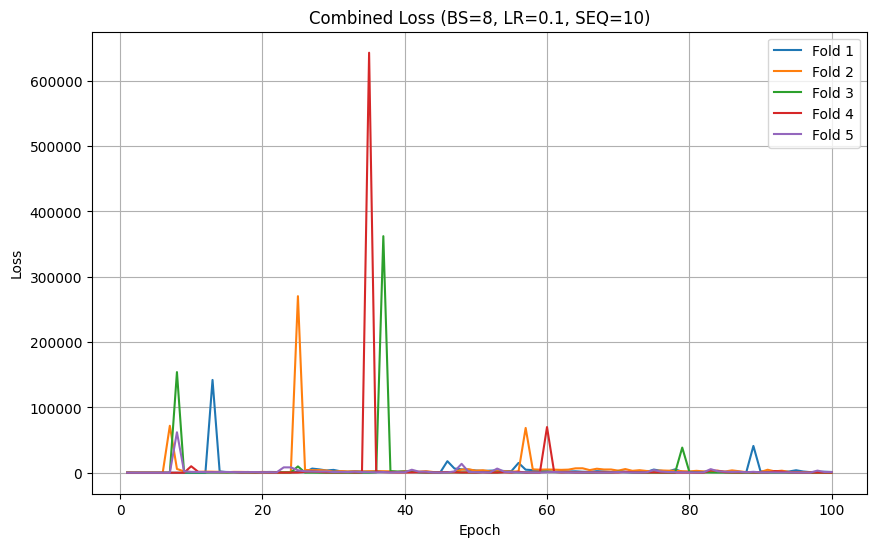 Combined Loss (BS=8, LR=0.1, SEQ=10)
Fold 1
Fold 2
Fold 3
Fold 4
Fold 5
Loss
600000
500000
400000
300000
200000
100000
0
0 20 40 60 80 100
Epoch